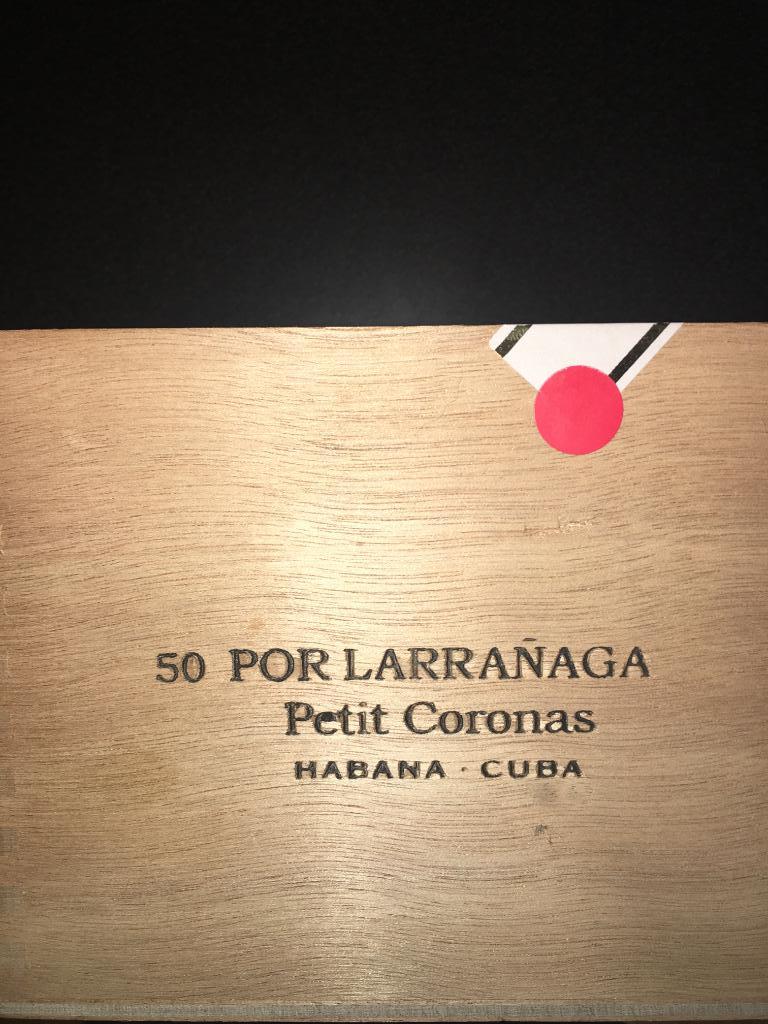 50 POR LARRAÑAGA
Petit Coronas
HABANA · CUBA